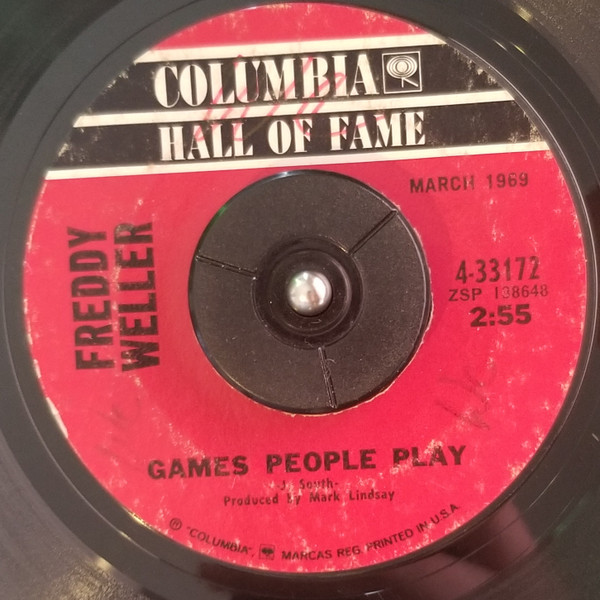 COLUMBIA
HALL OF FAME
MARCH 1969
FREDDY
WELLER
4-33172
ZSP 138648
2:55
GAMES PEOPLE PLAY
-J. South-
Produced by Mark Lindsay
® "COLUMBIA", MARCAS REG. PRINTED IN U.S.A.